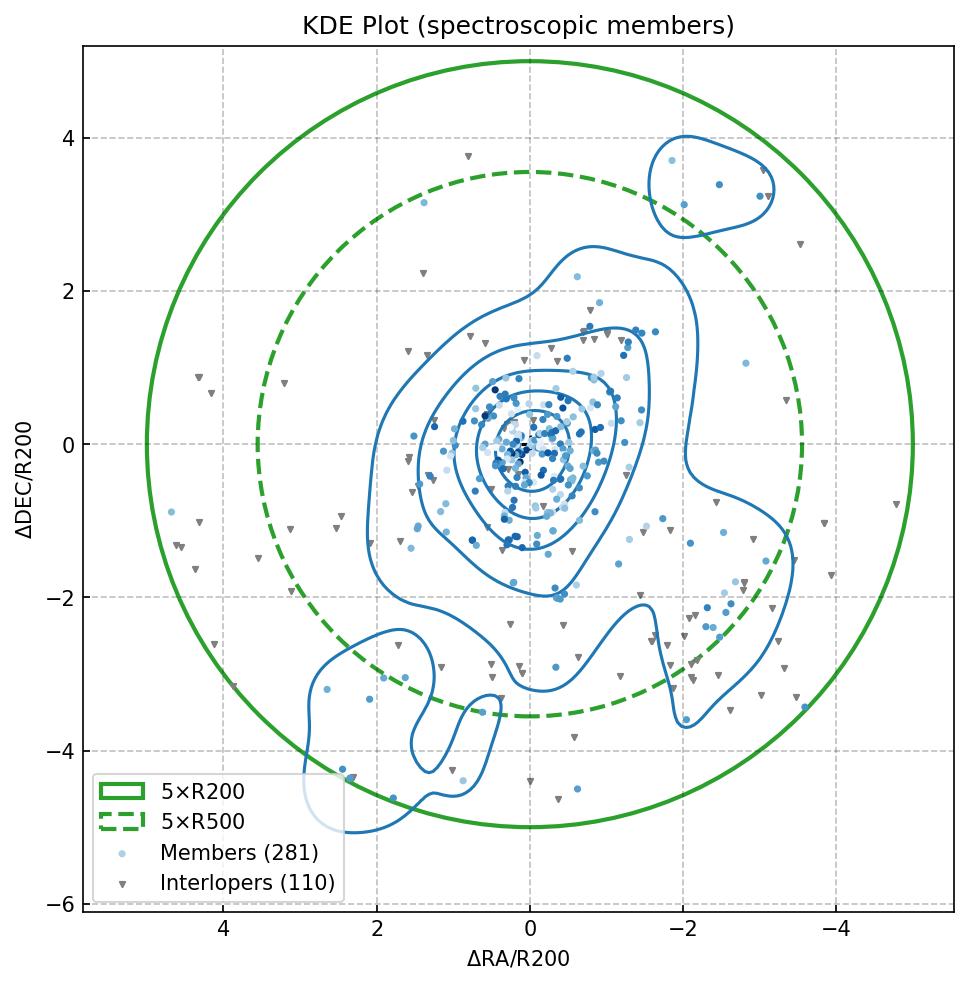 KDE Plot (spectroscopic members)
ΔDEC/R200
4
2
0
−2
−4
−6
5×R200
5×R500
Members (281)
Interlopers (110)
4
2
0
−2
−4
ΔRA/R200